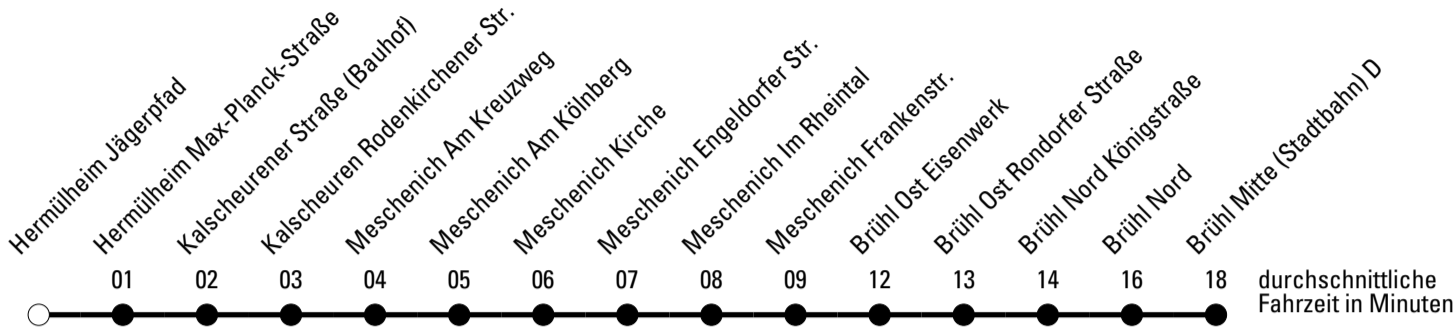 Hermülheim Jägerpfad
Hermülheim Max-Planck-Straße
Kalscheurener Straße (Bauhof)
Kalscheuren Rodenkirchener Str.
Meschenich Am Kreuzweg
Meschenich Am Kölnberg
Meschenich Kirche
Meschenich Engeldorfer Str.
Meschenich Im Rheintal
Meschenich Frankenstr.
Brühl Ost Eisenwerk
Brühl Ost Rondorfer Straße
Brühl Nord Königstraße
Brühl Nord
Brühl Mitte (Stadtbahn) D
01 02 03 04 05 06 07 08 09 12 13 14 16 18
durchschnittliche
Fahrzeit in Minuten